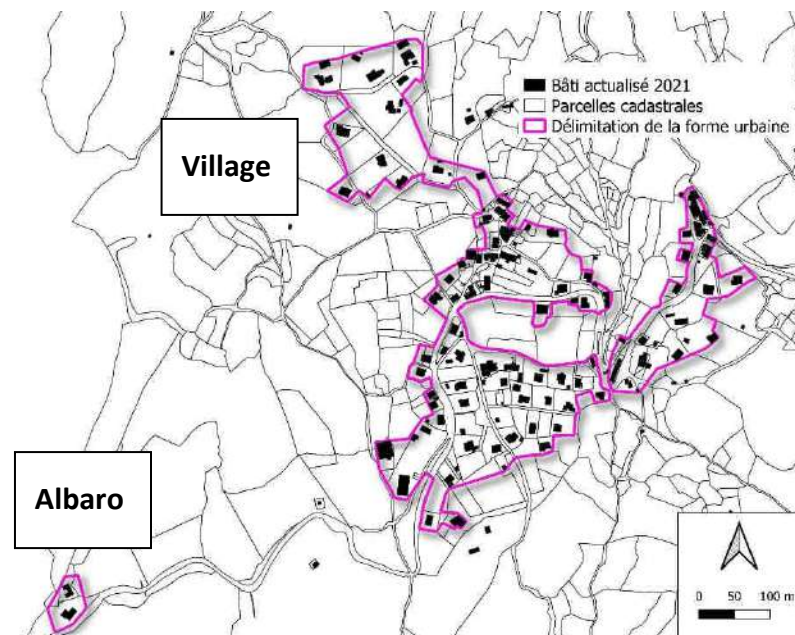 Bâti actualisé 2021
Parcelles cadastrales
Délimitation de la forme urbaine
Village
Albaro
0 50 100 m